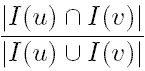 |I(u) ∩ I(v)|
|I(u) ∪ I(v)|